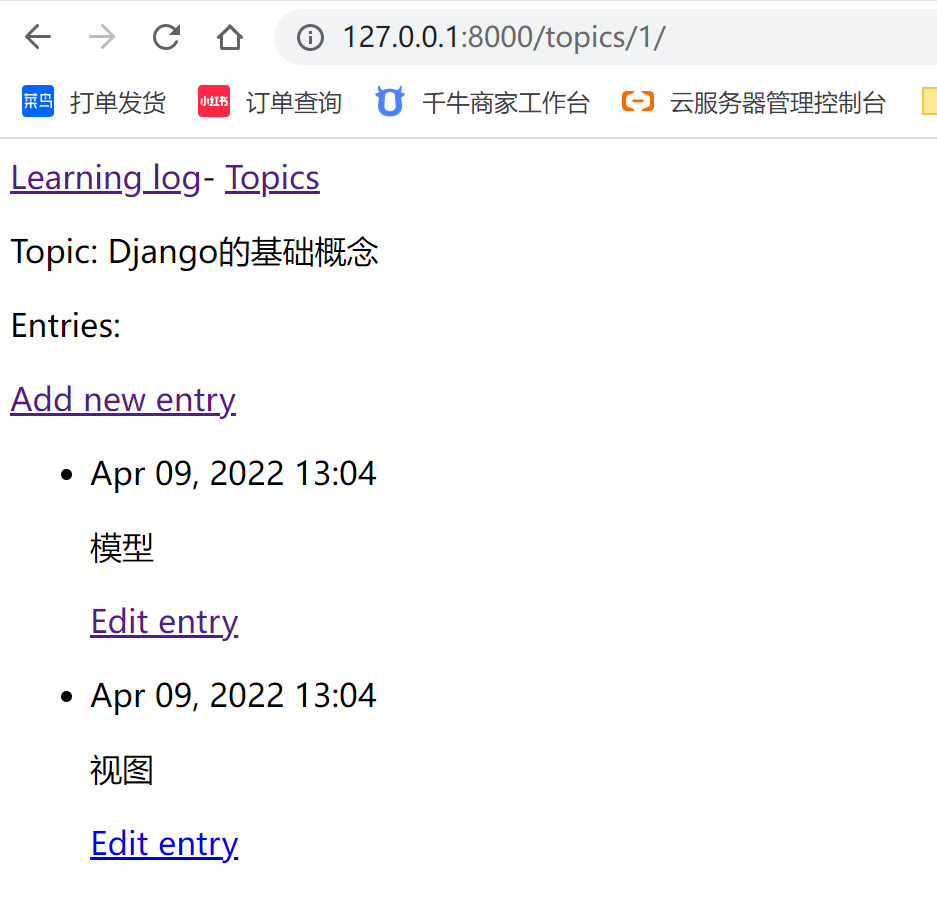 127.0.0.1:8000/topics/1/
菜鸟 打单发货 小红书 订单查询 千牛商家工作台 云服务器管理控制台
Learning log- Topics
Topic: Django的基础概念
Entries:
Add new entry
Apr 09, 2022 13:04
模型
Edit entry
Apr 09, 2022 13:04
视图
Edit entry